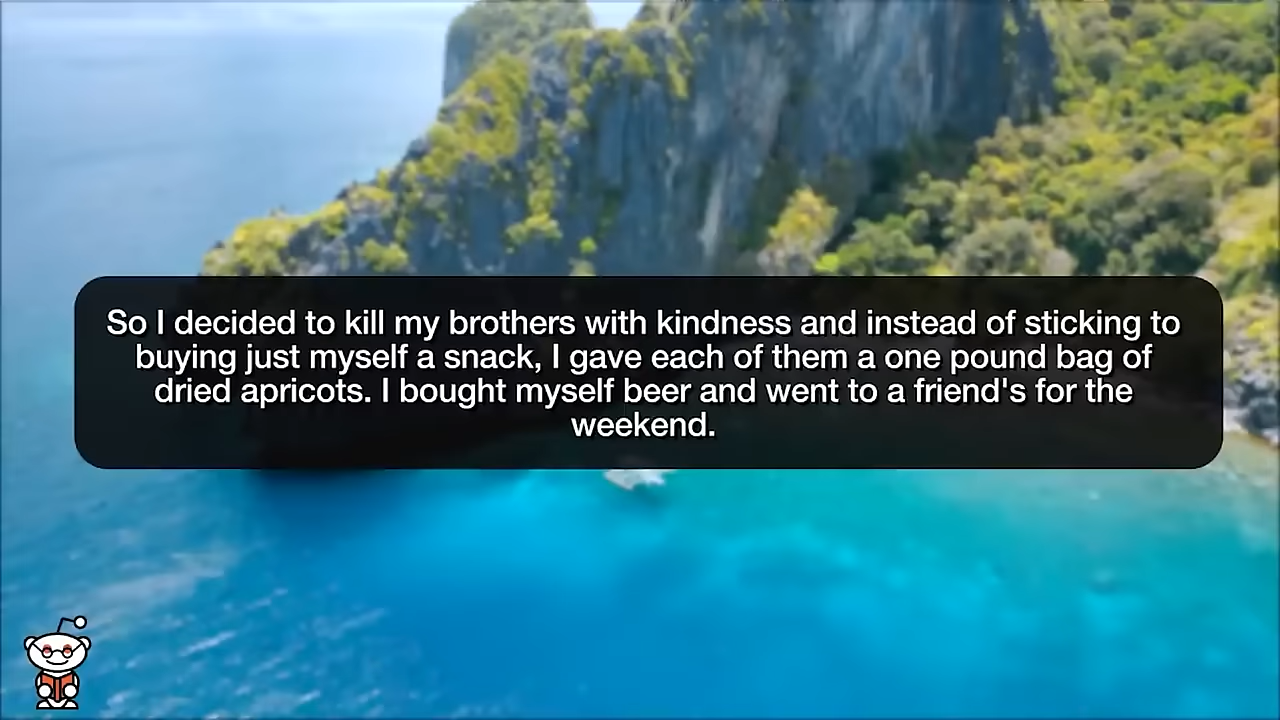 So I decided to kill my brothers with kindness and instead of sticking to
buying just myself a snack, I gave each of them a one pound bag of
dried apricots. I bought myself beer and went to a friend's for the
weekend.